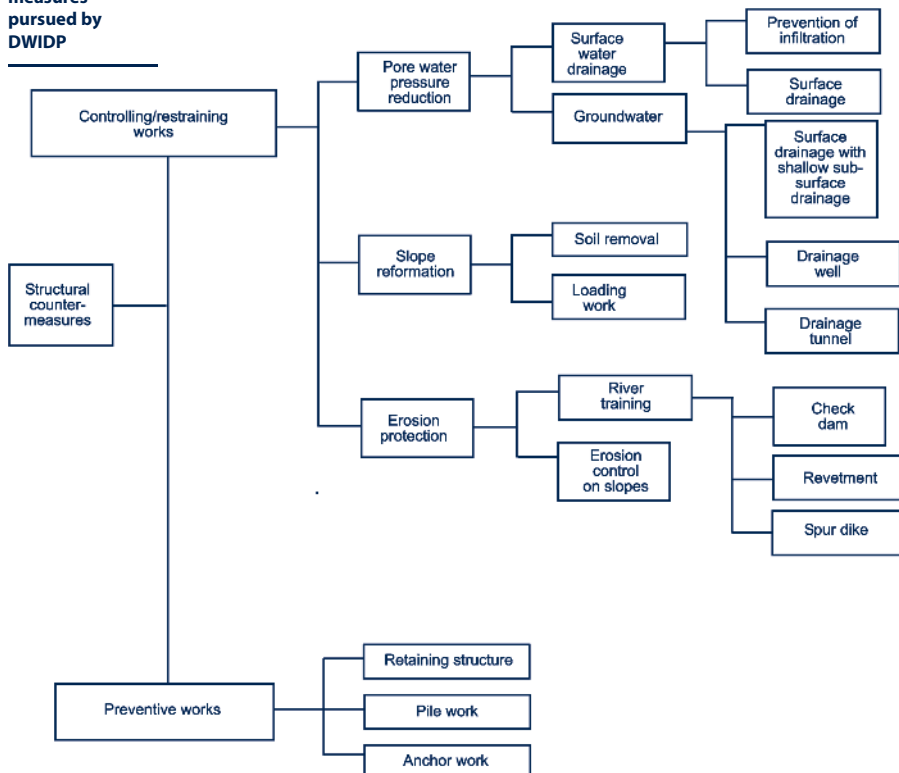 measures
pursued by
DWIDP
Controlling/restraining
works
Structural
counter-
measures
Preventive works
Pore water
pressure
reduction
Slope
reformation
Erosion
protection
Surface
water
drainage
Groundwater
Soil removal
Loading
work
River
training
Erosion
control
on slopes
Prevention of
infiltration
Surface
drainage
Surface
drainage with
shallow sub-
surface
drainage
Drainage
well
Drainage
tunnel
Check
dam
Revetment
Spur dike
Retaining structure
Pile work
Anchor work